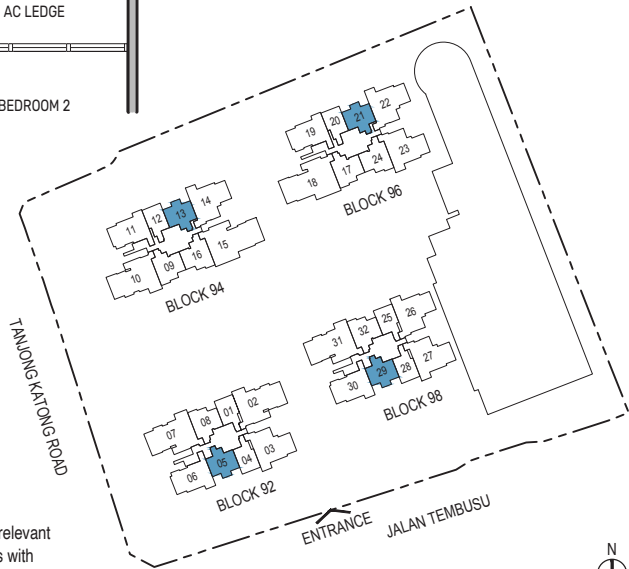 AC LEDGE
BEDROOM 2
22
21
20
19
23
24
17
18
BLOCK 96
14
13
12
11
15
16
09
10
BLOCK 94
26
25
32
31
27
28
29
30
BLOCK 98
02
01
08
07
03
04
05
06
BLOCK 92
TANJONG KATONG ROAD
ENTRANCE
JALAN TEMBUSU
relevant
s with
N